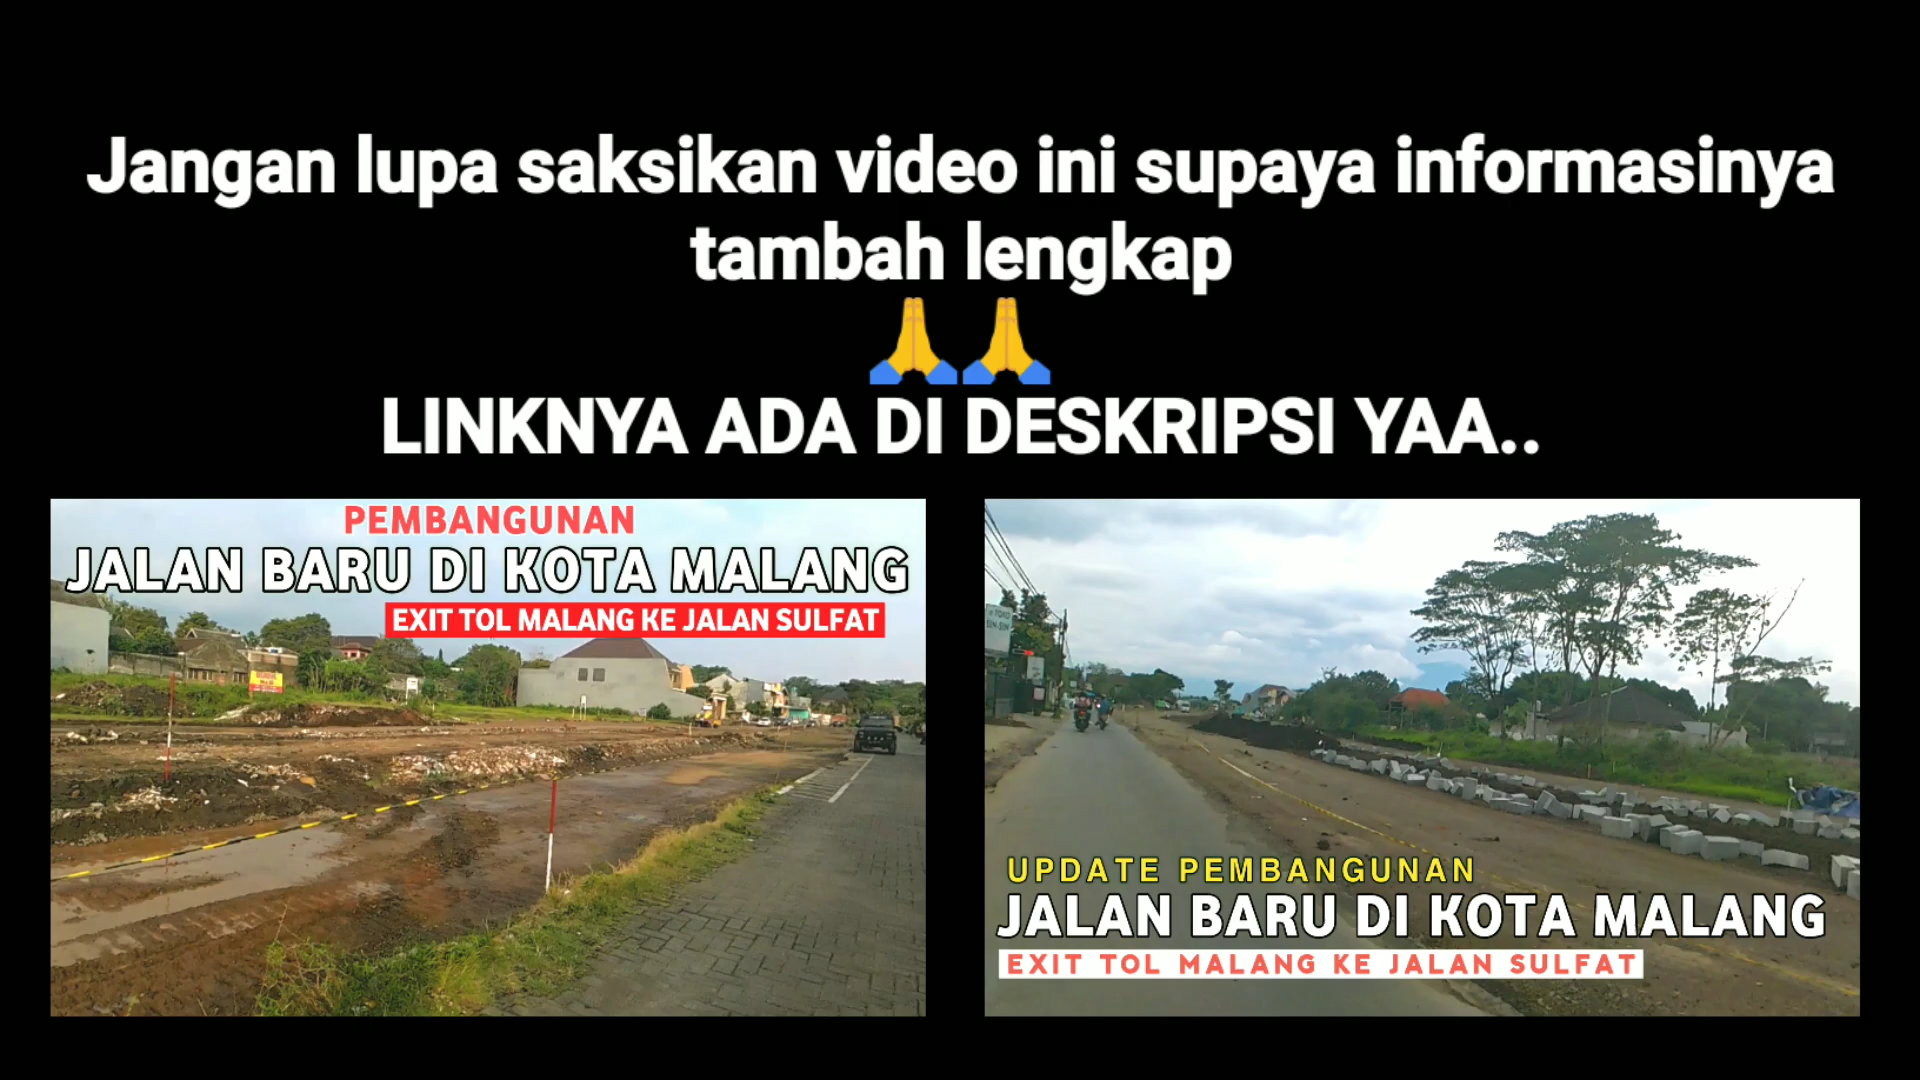 Jangan lupa saksikan video ini supaya informasinya
tambah lengkap
🙏🙏
LINKNYA ADA DI DESKRIPSI YAA..
PEMBANGUNAN
JALAN BARU DI KOTA MALANG
EXIT TOL MALANG KE JALAN SULFAT
UPDATE PEMBANGUNAN
JALAN BARU DI KOTA MALANG
EXIT TOL MALANG KE JALAN SULFAT